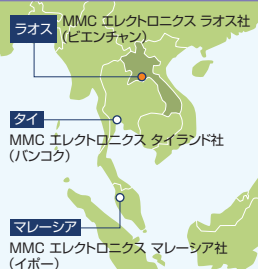 ラオス
MMC エレクトロニクス ラオス社
(ビエンチャン)
タイ
MMC エレクトロニクス タイランド社
(バンコク)
マレーシア
MMC エレクトロニクス マレーシア社
(イポー)